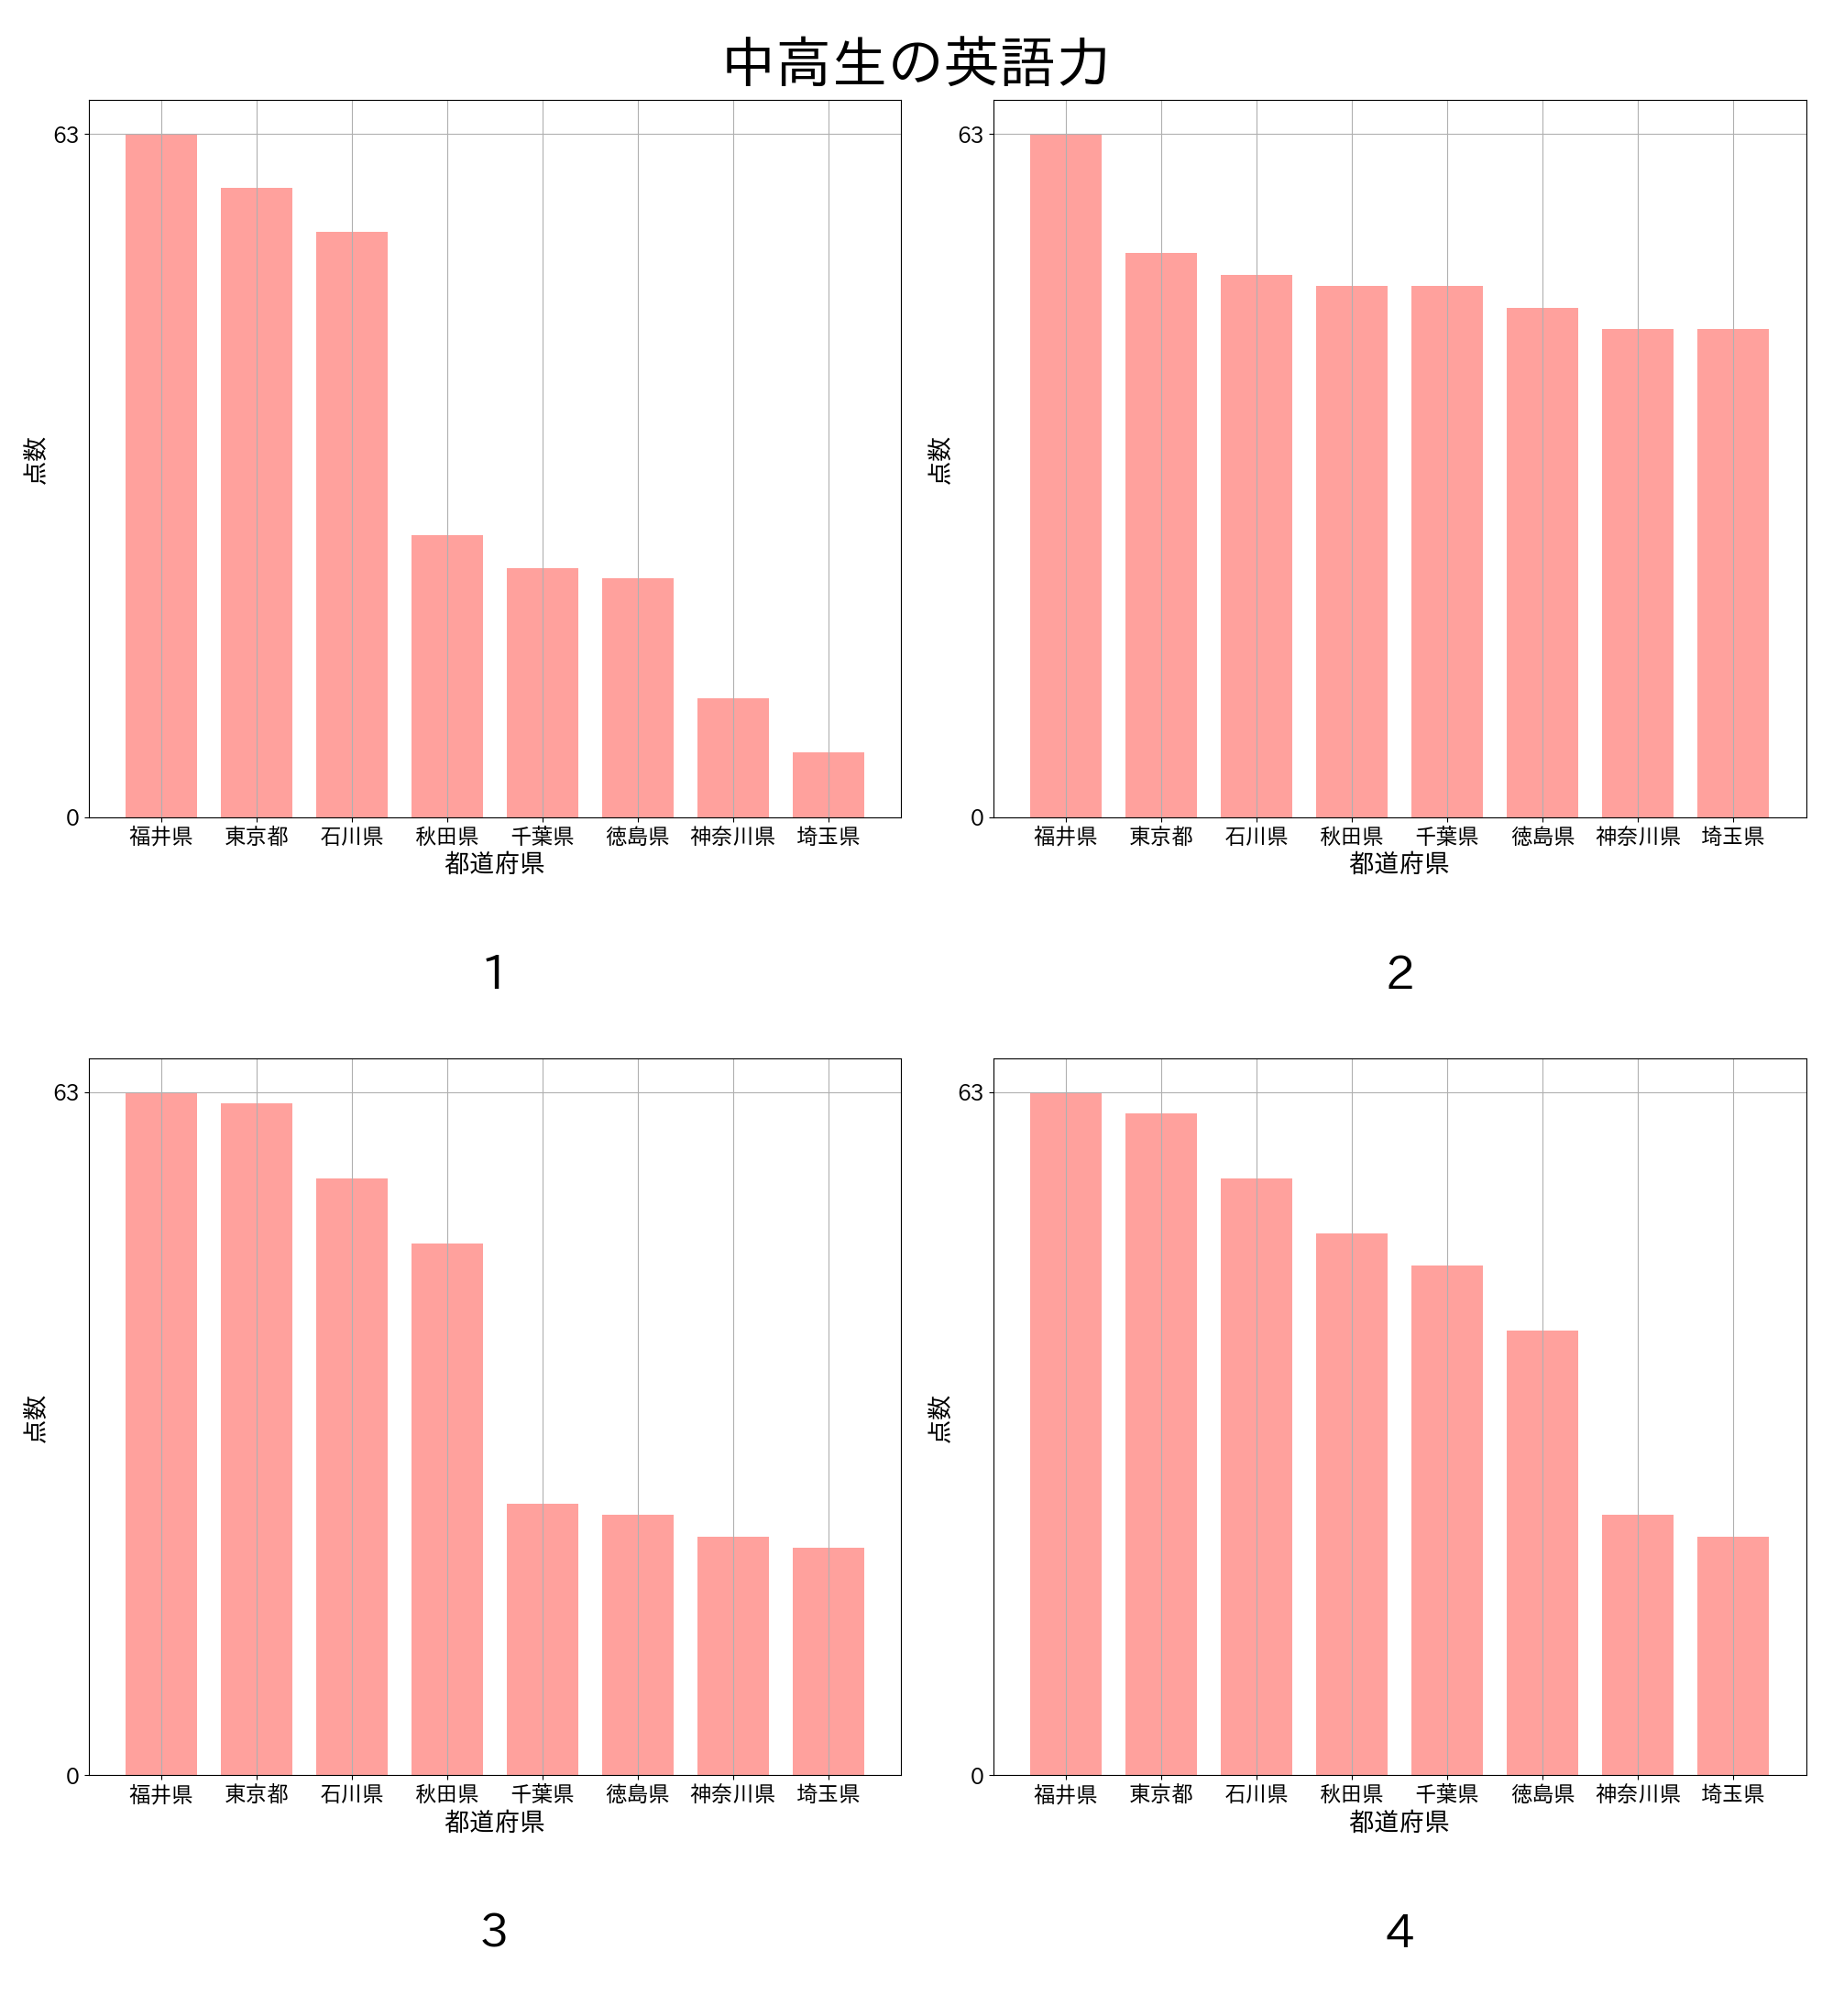 中高生の英語力
63
0
点数
福井県 東京都 石川県 秋田県 千葉県 徳島県 神奈川県 埼玉県
都道府県
1
63
0
点数
福井県 東京都 石川県 秋田県 千葉県 徳島県 神奈川県 埼玉県
都道府県
2
63
0
点数
福井県 東京都 石川県 秋田県 千葉県 徳島県 神奈川県 埼玉県
都道府県
3
63
0
点数
福井県 東京都 石川県 秋田県 千葉県 徳島県 神奈川県 埼玉県
都道府県
4